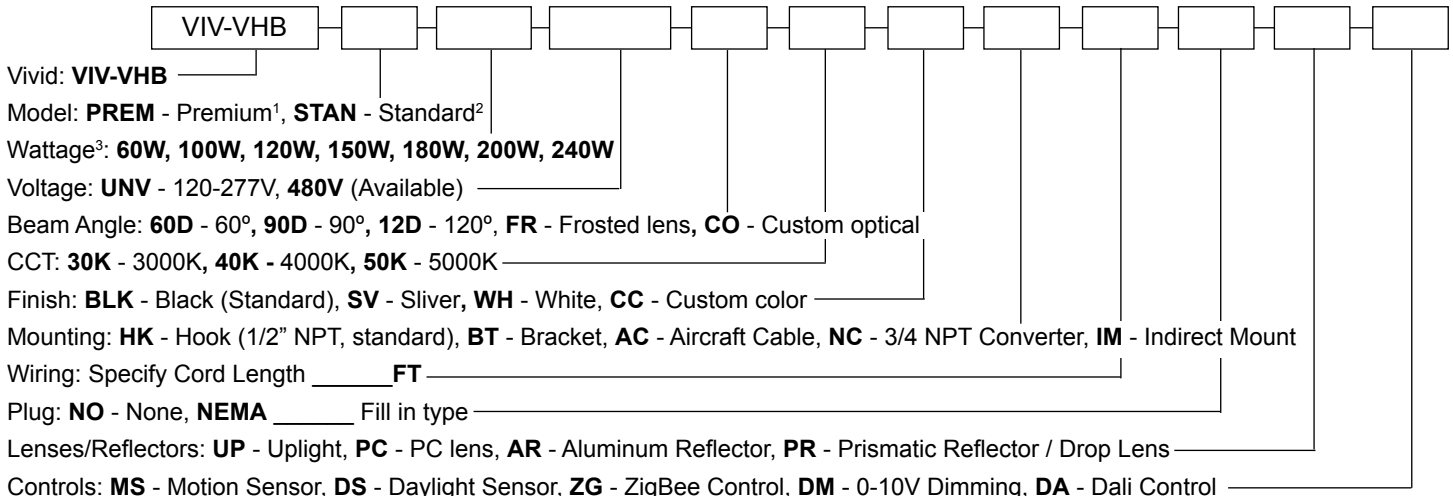 VIV-VHB
Vivid: VIV-VHB
Model: PREM - Premium¹, STAN - Standard²
Wattage³: 60W, 100W, 120W, 150W, 180W, 200W, 240W
Voltage: UNV - 120-277V, 480V (Available)
Beam Angle: 60D - 60º, 90D - 90º, 12D - 120º, FR - Frosted lens, CO - Custom optical
CCT: 30K - 3000K, 40K - 4000K, 50K - 5000K
Finish: BLK - Black (Standard), SV - Sliver, WH - White, CC - Custom color
Mounting: HK - Hook (1/2” NPT, standard), BT - Bracket, AC - Aircraft Cable, NC - 3/4 NPT Converter, IM - Indirect Mount
Wiring: Specify Cord Length ______FT
Plug: NO - None, NEMA ______ Fill in type
Lenses/Reflectors: UP - Uplight, PC - PC lens, AR - Aluminum Reflector, PR - Prismatic Reflector / Drop Lens
Controls: MS - Motion Sensor, DS - Daylight Sensor, ZG - ZigBee Control, DM - 0-10V Dimming, DA - Dali Control